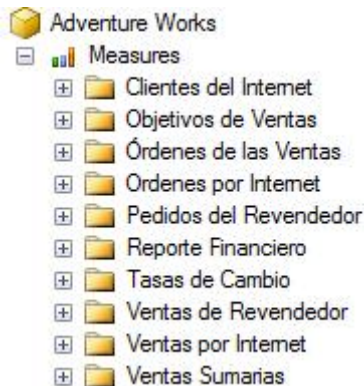 Adventure Works
Measures
Clientes del Internet
Objetivos de Ventas
Órdenes de las Ventas
Ordenes por Internet
Pedidos del Revendedor
Reporte Financiero
Tasas de Cambio
Ventas de Revendedor
Ventas por Internet
Ventas Sumarias